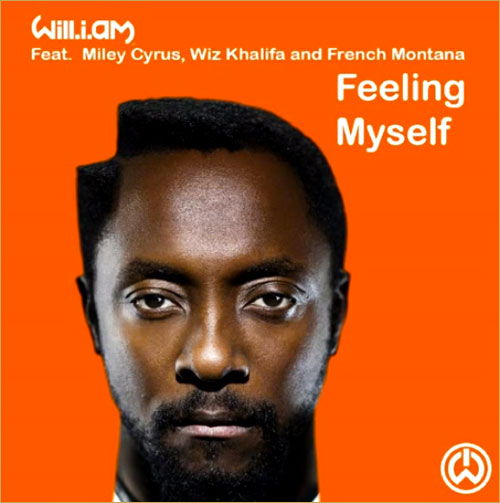 will.i.am
Feat. Miley Cyrus, Wiz Khalifa and French Montana
Feeling
Myself